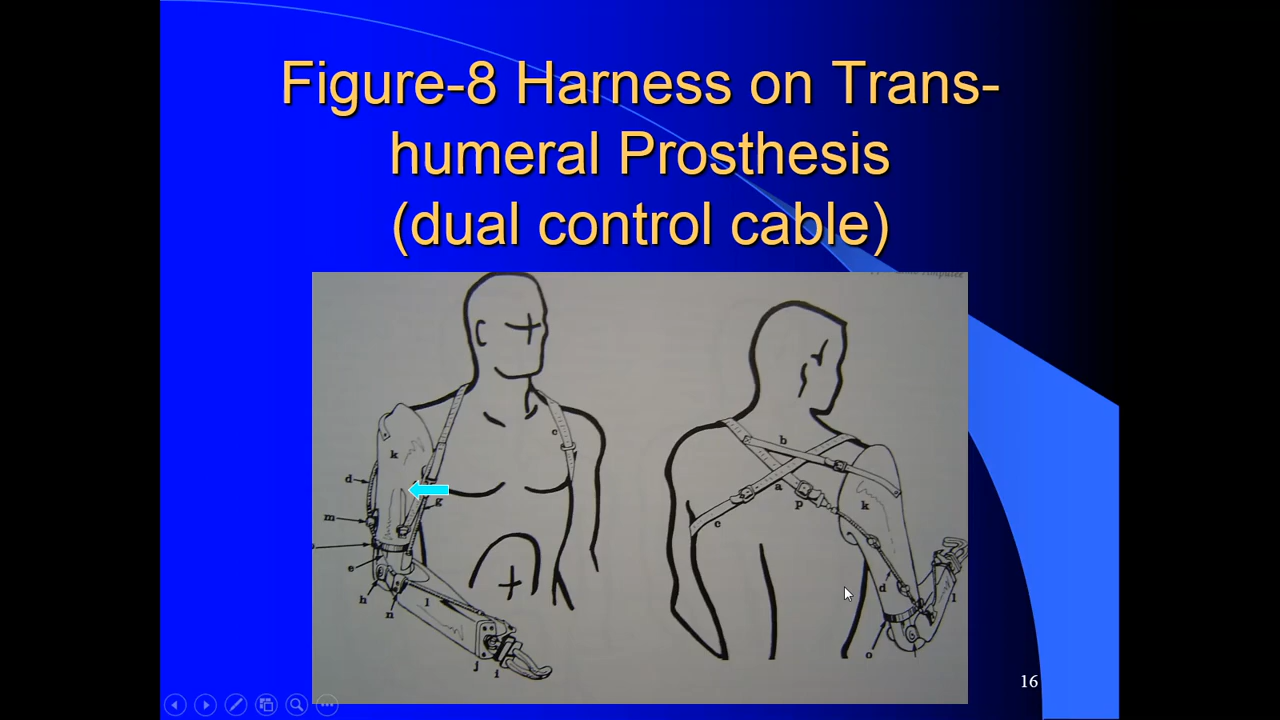 Figure-8 Harness on Trans-
humeral Prosthesis
(dual control cable)
k
c
d
g
m
e
h
n
l
j
i
b
a
p
c
k
d
l
o
16